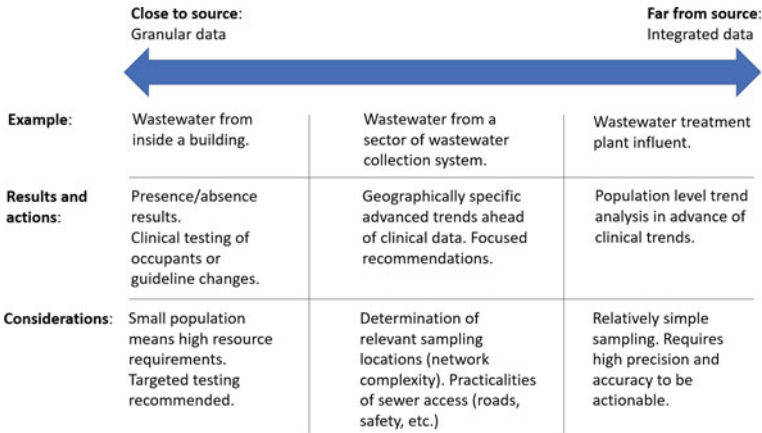 Close to source:
Granular data
Far from source:
Integrated data
Example:
Wastewater from
inside a building.
Wastewater from a
sector of wastewater
collection system.
Wastewater treatment
plant influent.
Results and
actions:
Presence/absence
results.
Clinical testing of
occupants or
guideline changes.
Geographically specific
advanced trends ahead
of clinical data. Focused
recommendations.
Population level trend
analysis in advance of
clinical trends.
Considerations:
Small population
means high resource
requirements.
Targeted testing
recommended.
Determination of
relevant sampling
locations (network
complexity). Practicalities
of sewer access (roads,
safety, etc.)
Relatively simple
sampling. Requires
high precision and
accuracy to be
actionable.